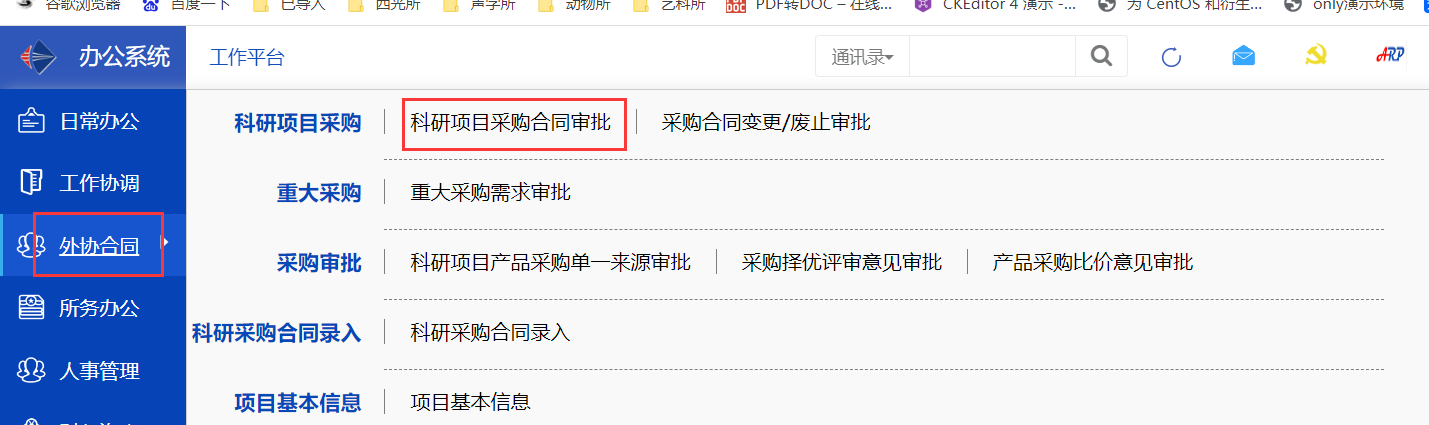 谷歌浏览器 百度一下 已导入 西光所 声学所 动物所 艺科所 PDF转DOC – 在线... CKEditor 4 演示 -... 为 CentOS 和衍生... only演示环境
办公系统 工作平台 通讯录 ARP
日常办公
科研项目采购 科研项目采购合同审批 采购合同变更/废止审批
工作协调
重大采购 重大采购需求审批
外协合同
采购审批 科研项目产品采购单一来源审批 采购择优评审意见审批 产品采购比价意见审批
所务办公
科研采购合同录入 科研采购合同录入
人事管理
项目基本信息 项目基本信息